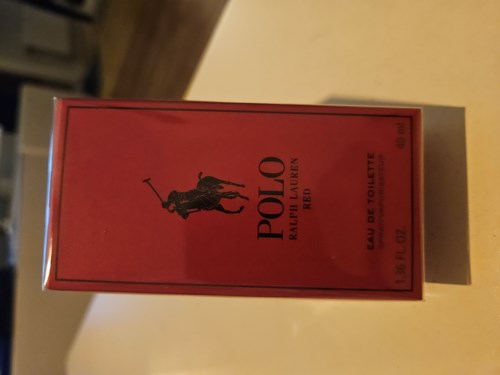 POLO
RALPH LAUREN
RED
EAU DE TOILETTE
1.36 FL. OZ. 40 ml